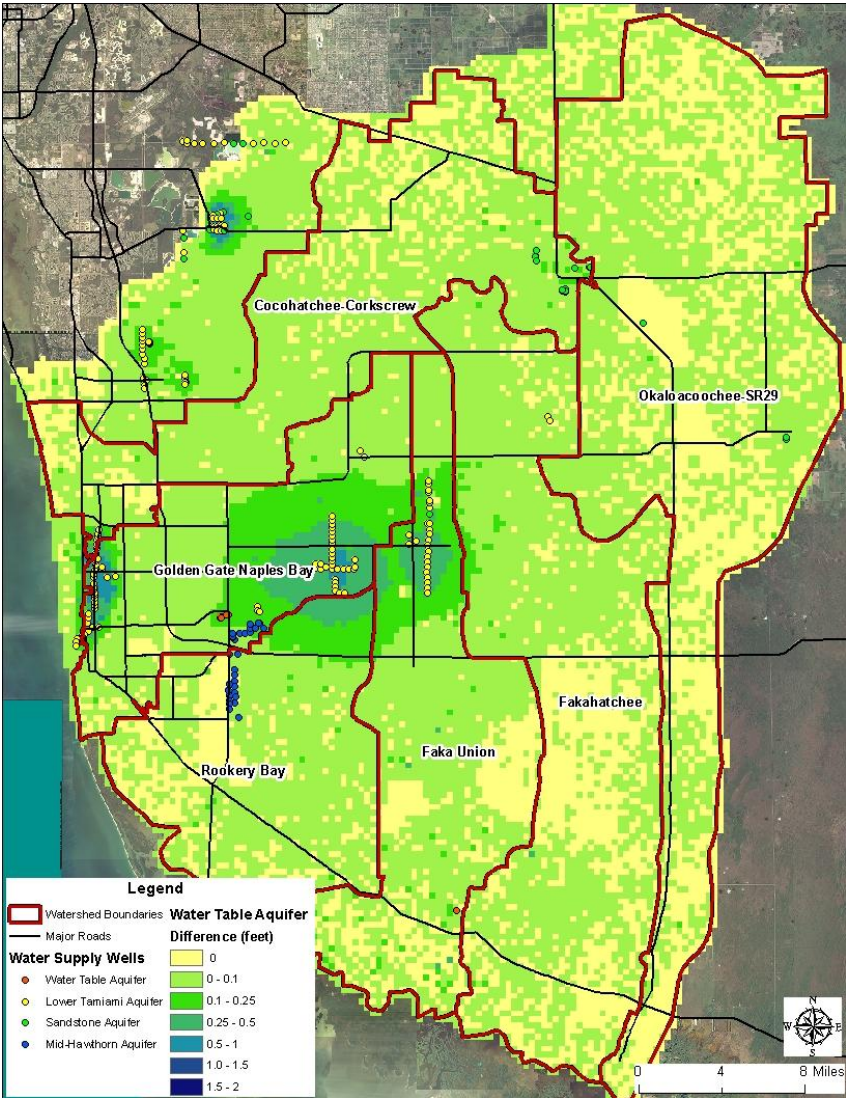 Cocohatchee-Corkscrew
Okaloacoochee-SR29
Golden Gate Naples Bay
Fakahatchee
Faka Union
Rookery Bay
Legend
Watershed Boundaries
Major Roads
Water Supply Wells
Water Table Aquifer
Lower Tamiami Aquifer
Sandstone Aquifer
Mid-Hawthorn Aquifer
Water Table Aquifer
Difference (feet)
0
0 - 0.1
0.1 - 0.25
0.25 - 0.5
0.5 - 1
1.0 - 1.5
1.5 - 2
N
W E
S
0 4 8 Miles